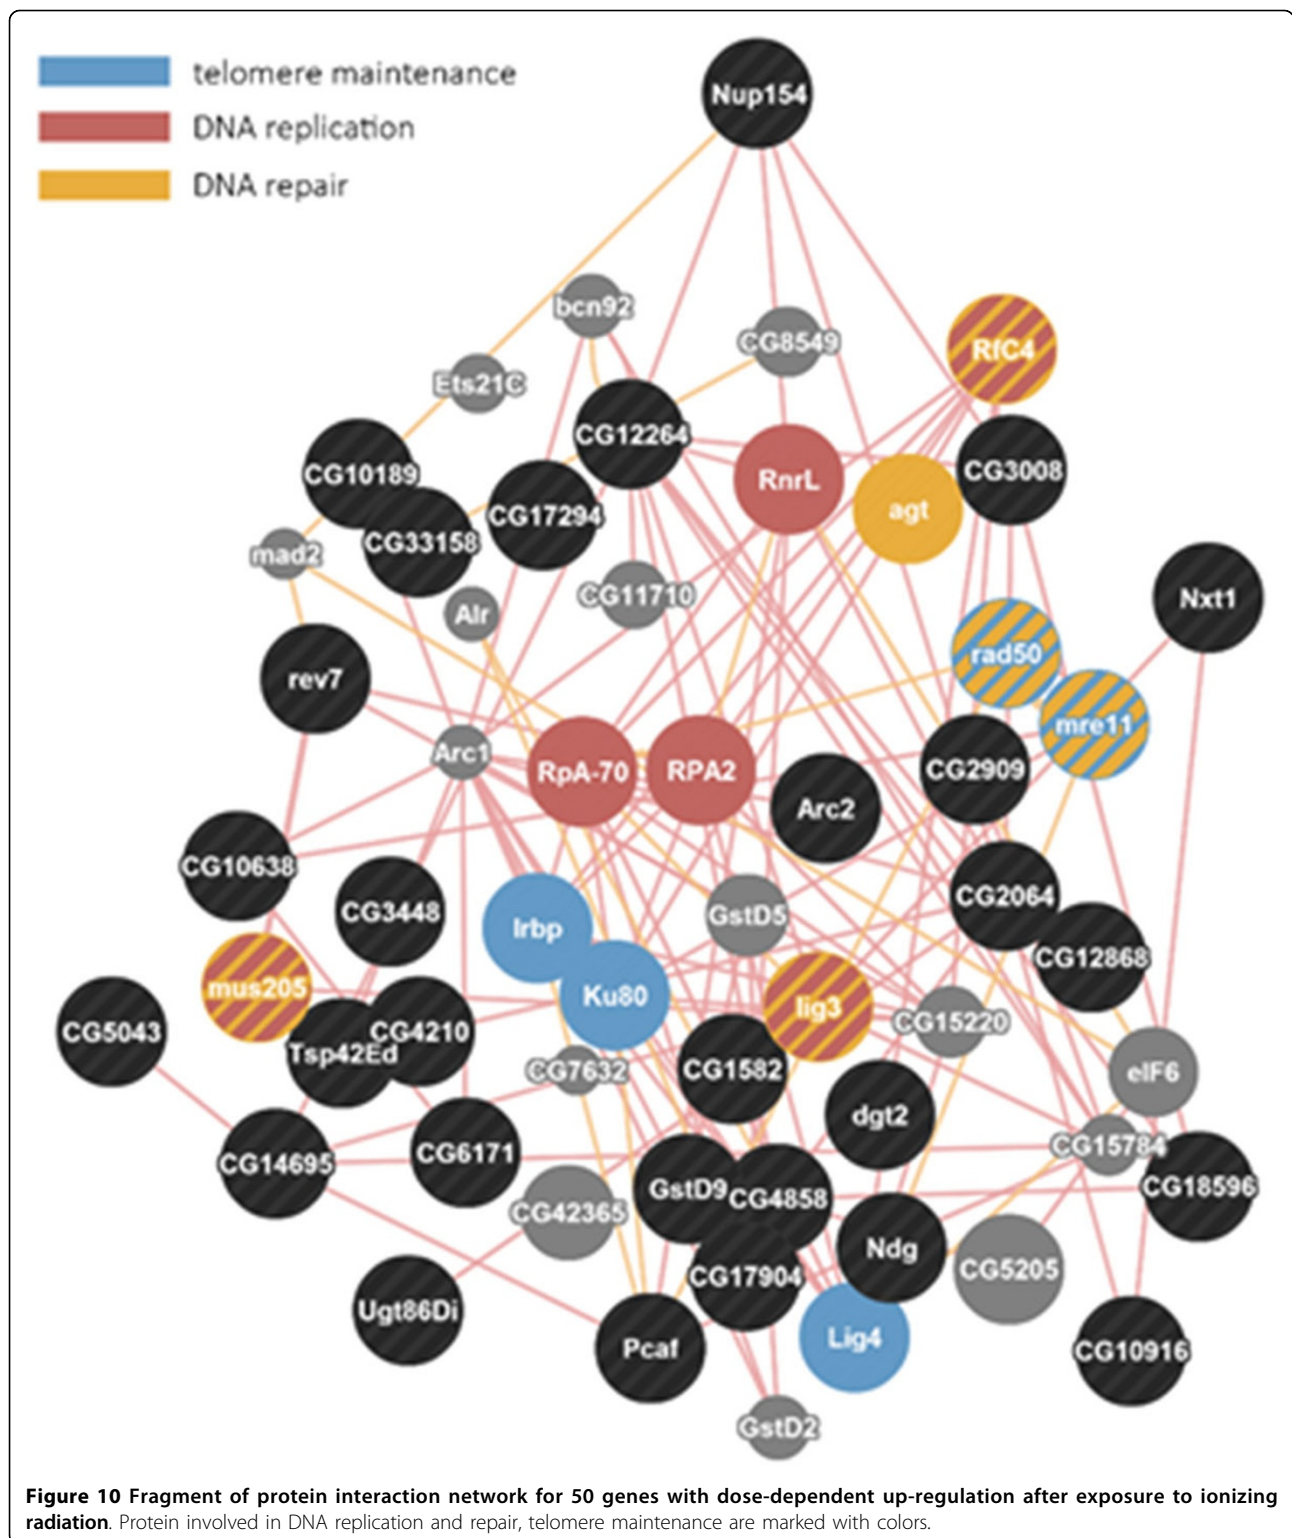 telomere maintenance
DNA replication
DNA repair
Nup154
bcn92
CG8549
RfC4
Ets21C
CG12264
CG10189
RnrL
CG3008
agt
CG17294
CG33158
mad2
CG11710
Nxt1
Alr
rad50
rev7
mre11
Arc1
RpA-70
RPA2
CG2909
Arc2
CG10638
CG2064
CG3448
GstD5
Irbp
CG12868
mus205
Ku80
lig3
CG15220
CG5043
CG4210
Tsp42Ed
CG7632
CG1582
eIF6
dgt2
CG15784
CG6171
CG14695
CG18596
GstD9
CG4858
CG42365
Ndg
CG5205
CG17904
Ugt86Di
Lig4
Pcaf
CG10916
GstD2
Figure 10 Fragment of protein interaction network for 50 genes with dose-dependent up-regulation after exposure to ionizing
radiation. Protein involved in DNA replication and repair, telomere maintenance are marked with colors.